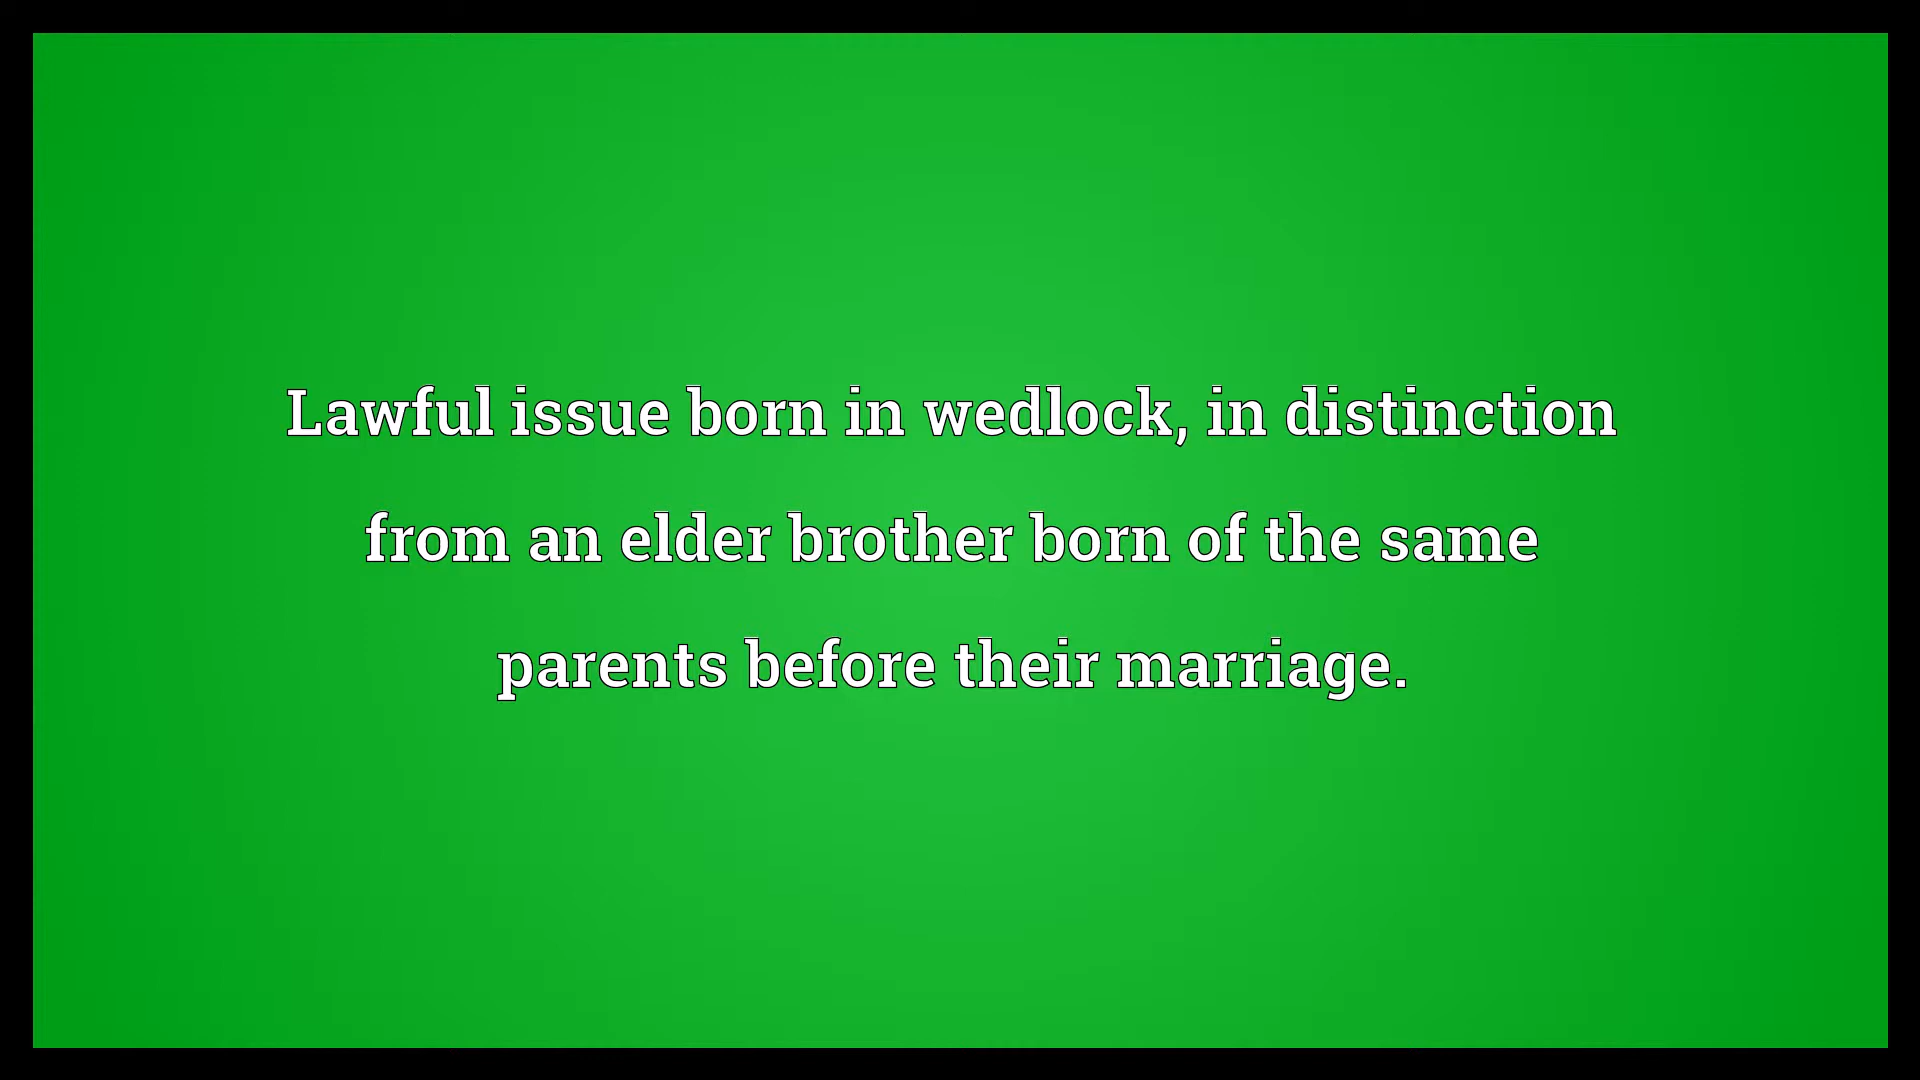 Lawful issue born in wedlock, in distinction
from an elder brother born of the same
parents before their marriage.